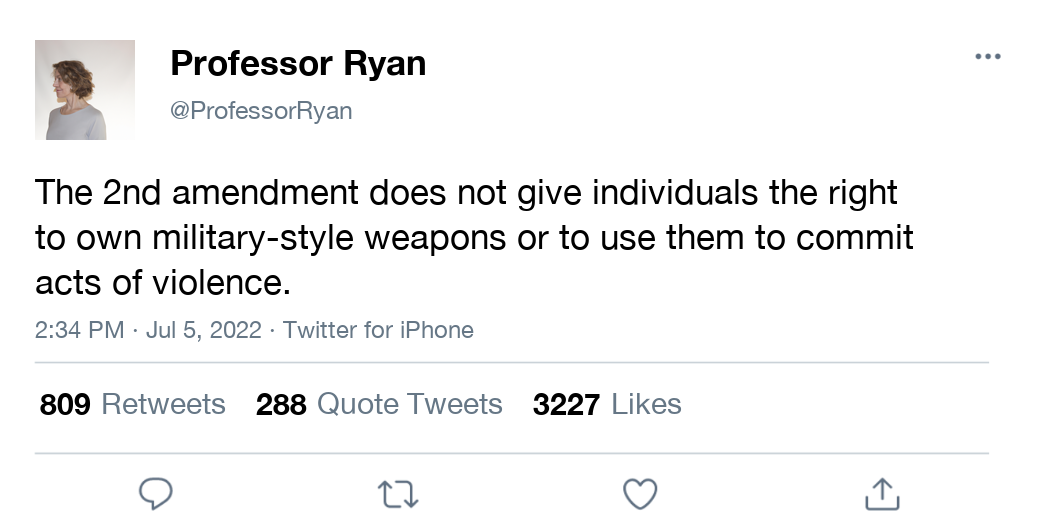 Professor Ryan
@ProfessorRyan
The 2nd amendment does not give individuals the right
to own military-style weapons or to use them to commit
acts of violence.
2:34 PM · Jul 5, 2022 · Twitter for iPhone
809 Retweets 288 Quote Tweets 3227 Likes